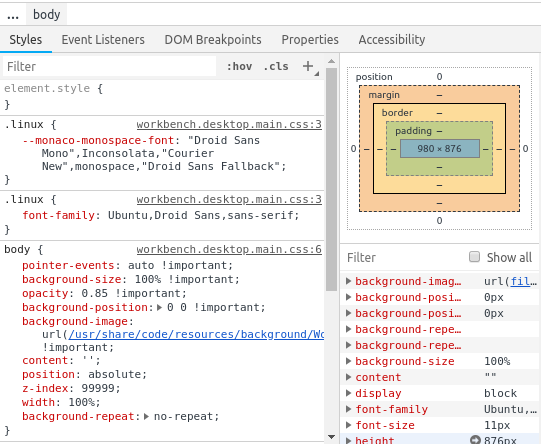 ... body
Styles Event Listeners DOM Breakpoints Properties Accessibility
Filter :hov .cls +
element.style {
}
.linux { workbench.desktop.main.css:3
--monaco-monospace-font: "Droid Sans
Mono",Inconsolata,"Courier
New",monospace,"Droid Sans Fallback";
}
.linux { workbench.desktop.main.css:3
font-family: Ubuntu,Droid Sans,sans-serif;
}
body { workbench.desktop.main.css:6
pointer-events: auto !important;
background-size: 100% !important;
opacity: 0.85 !important;
background-position: 0 0 !important;
background-image:
url(/usr/share/code/resources/background/Wo
!important;
content: '';
position: absolute;
z-index: 99999;
width: 100%;
background-repeat: no-repeat;
}
position 0
margin –
border –
padding –
0 – – – 980 × 876 – – – 0
–
–
–
0
Filter Show all
background-imag… url(fil…
background-posi… 0px
background-posi… 0px
background-repe…
background-repe…
background-size 100%
content ""
display block
font-family Ubuntu,…
font-size 11px
height 876px